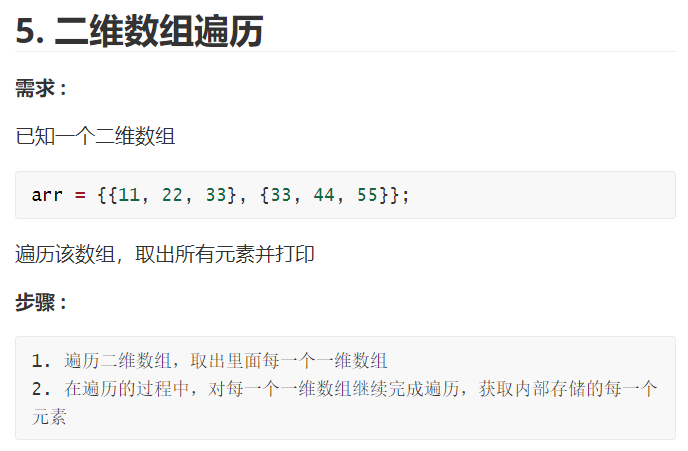 5. 二维数组遍历
需求 :
已知一个二维数组
arr = {{11, 22, 33}, {33, 44, 55}};
遍历该数组，取出所有元素并打印
步骤 :
1. 遍历二维数组，取出里面每一个一维数组
2. 在遍历的过程中，对每一个一维数组继续完成遍历，获取内部存储的每一个
元素